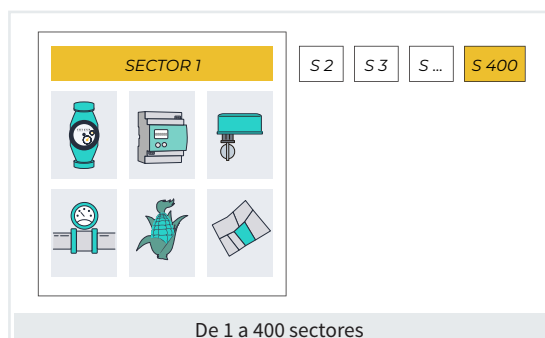 SECTOR 1
S 2
S 3
S ...
S 400
De 1 a 400 sectores